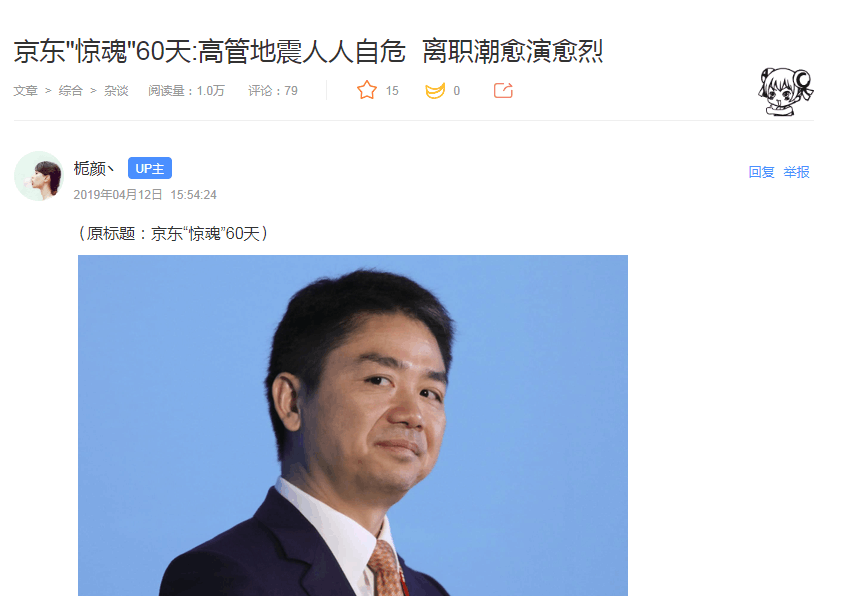 京东"惊魂"60天:高管地震人人自危 离职潮愈演愈烈
文章 > 综合 > 杂谈 阅读量：1.0万 评论：79 15 0
栀颜丶 UP主 回复 举报
2019年04月12日 15:54:24
（原标题：京东“惊魂”60天）